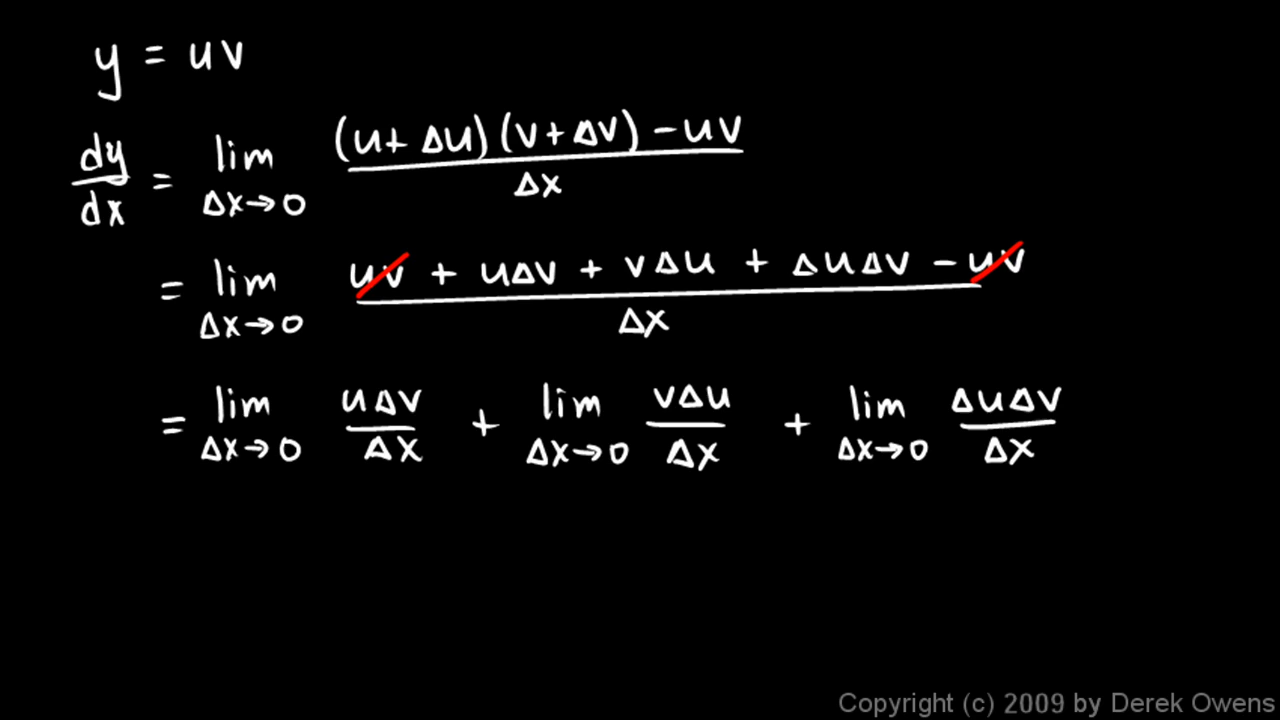 y = uv
dy/dx = lim Δx→0 (u + Δu)(v + Δv) − uv / Δx
= lim Δx→0 uv + uΔv + vΔu + ΔuΔv − uv / Δx
= lim Δx→0 uΔv/Δx + lim Δx→0 vΔu/Δx + lim Δx→0 ΔuΔv/Δx
Copyright (c) 2009 by Derek Owens